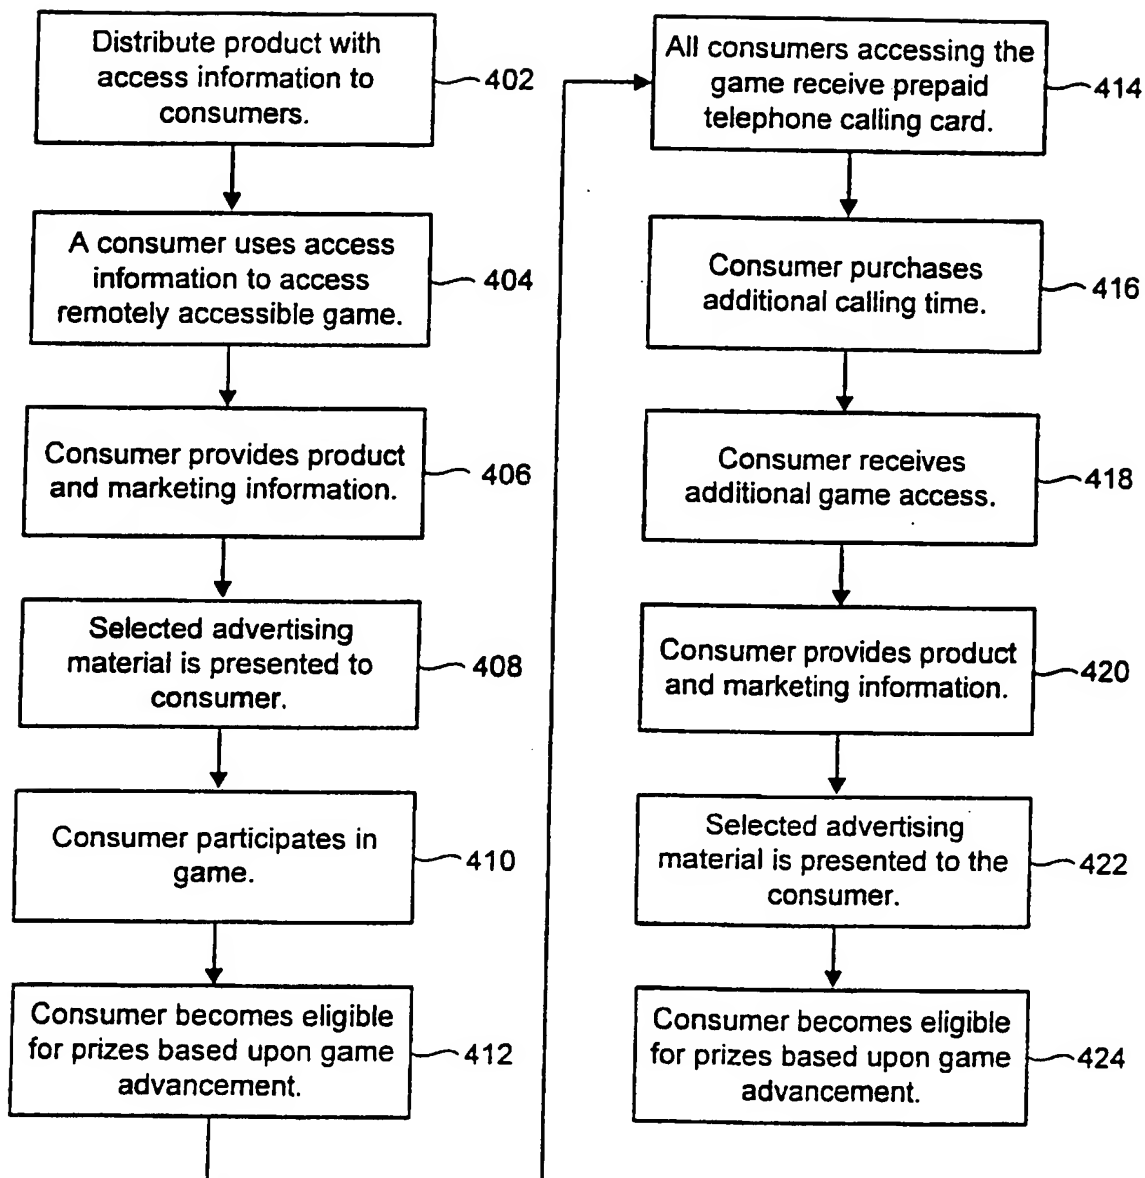 Distribute product with
access information to
consumers.
402
A consumer uses access
information to access
remotely accessible game.
404
Consumer provides product
and marketing information.
406
Selected advertising
material is presented to
consumer.
408
Consumer participates in
game.
410
Consumer becomes eligible
for prizes based upon game
advancement.
412
All consumers accessing the
game receive prepaid
telephone calling card.
414
Consumer purchases
additional calling time.
416
Consumer receives
additional game access.
418
Consumer provides product
and marketing information.
420
Selected advertising
material is presented to the
consumer.
422
Consumer becomes eligible
for prizes based upon game
advancement.
424